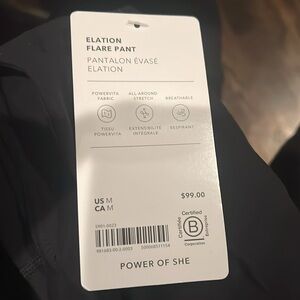 ELATION
FLARE PANT
PANTALON ÉVASÉ
ELATION
POWERVITA FABRIC
ALL AROUND STRETCH
BREATHABLE
TISSU POWERVITA
EXTENSIBILITÉ INTÉGRALE
RESPIRANT
US M
CA M
$99.00
Certified
B
Corporation
POWER OF SHE